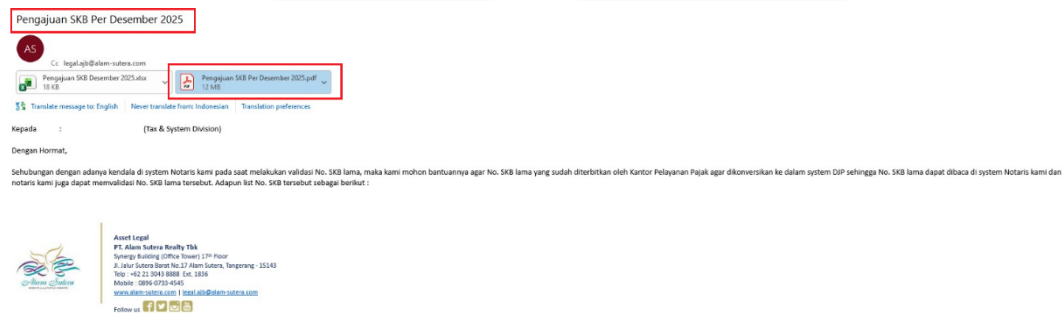 Pengajuan SKB Per Desember 2025
AS
Cc legal.ajb@alam-sutera.com
Pengajuan SKB Desember 2025.xlsx
18 KB
Pengajuan SKB Per Desember 2025.pdf
12 MB
Translate message to: English Never translate from: Indonesian Translation preferences
Kepada : (Tax & System Division)
Dengan Hormat,
Sehubungan dengan adanya kendala di system Notaris kami pada saat melakukan validasi No. SKB lama, maka kami mohon bantuannya agar No. SKB lama yang sudah diterbitkan oleh Kantor Pelayanan Pajak agar dikonversikan ke dalam system DJP sehingga No. SKB lama dapat dibaca di system Notaris kami dan
notaris kami juga dapat memvalidasi No. SKB lama tersebut. Adapun list No. SKB tersebut sebagai berikut :
Alam Sutera
Asset Legal
PT. Alam Sutera Realty Tbk
Synergy Building (Office Tower) 17th Floor
Jl. Jalur Sutera Barat No.17 Alam Sutera, Tangerang - 15143
Telp : +62 21 3043 8888 Ext. 1836
Mobile : 0896-0733-4545
www.alam-sutera.com | legal.ajb@alam-sutera.com
Follow us